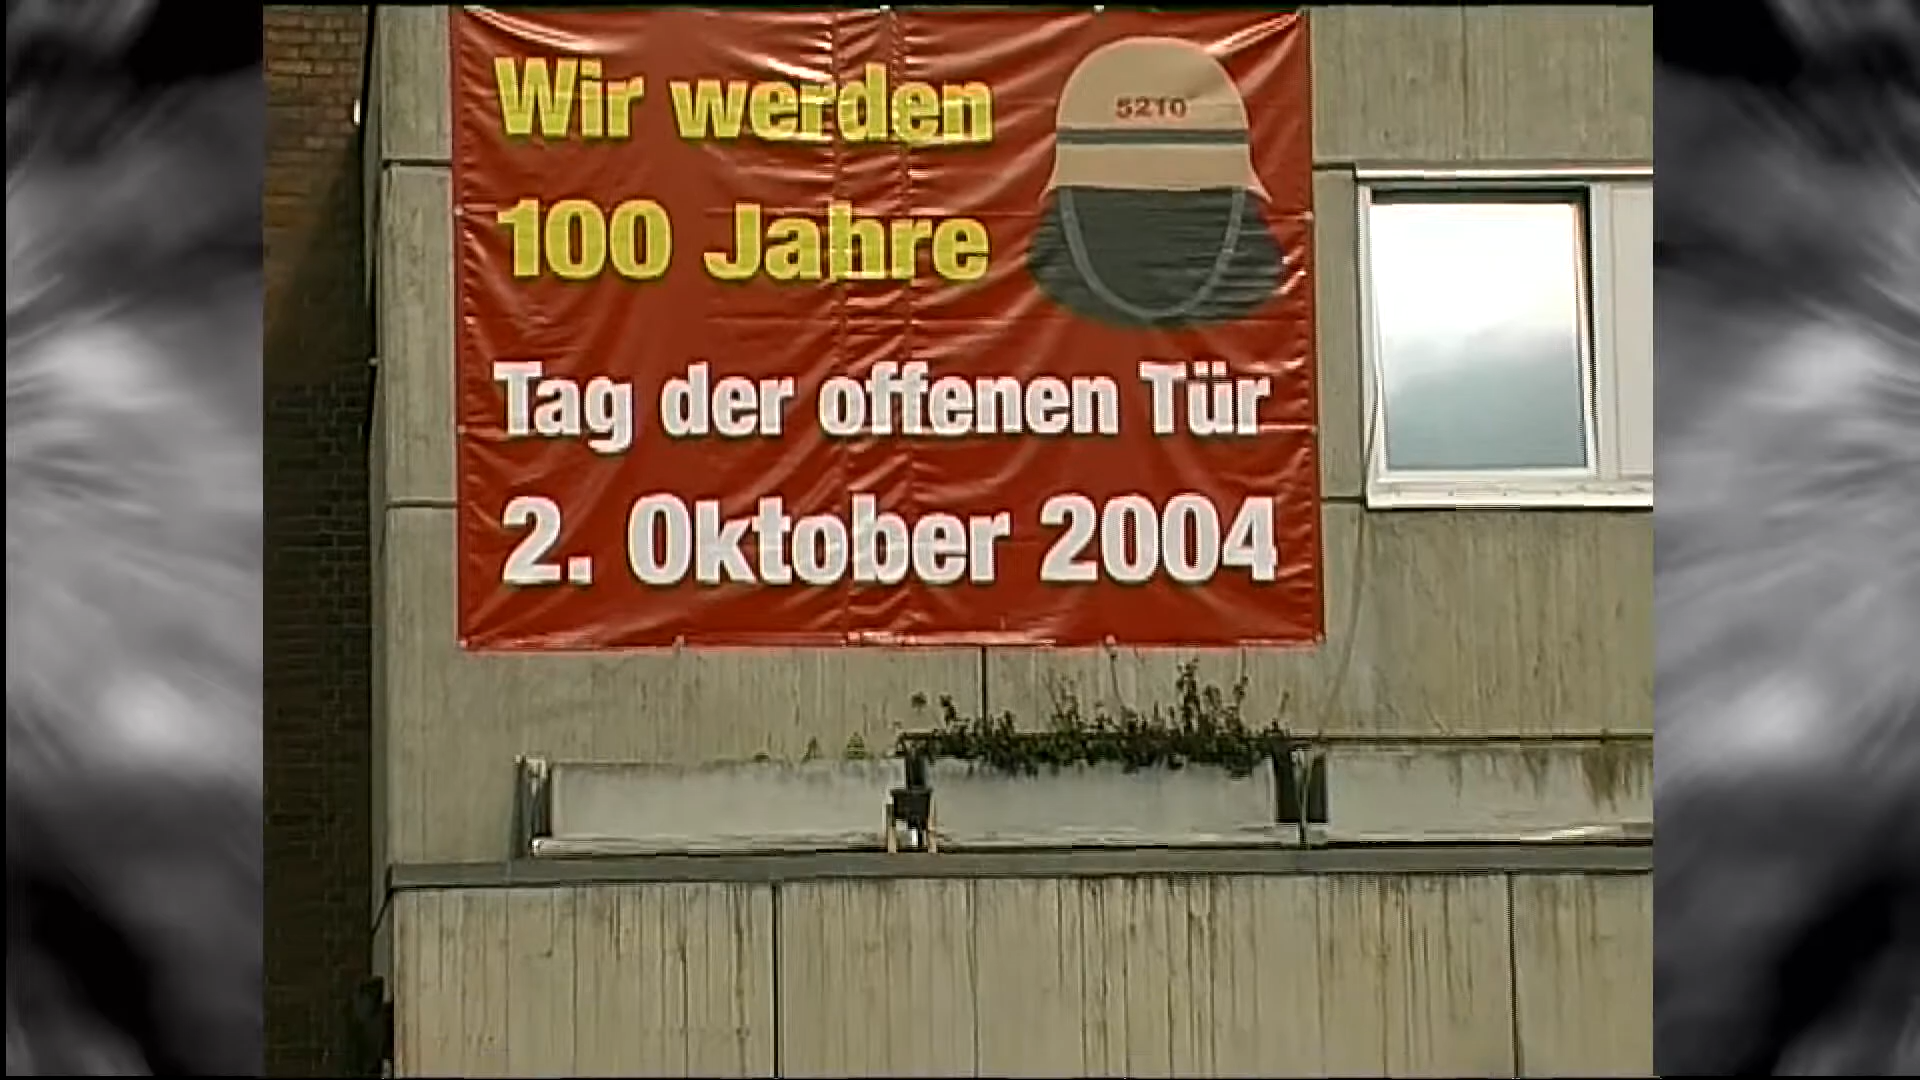 Wir werden
5210
100 Jahre
Tag der offenen Tür
2. Oktober 2004